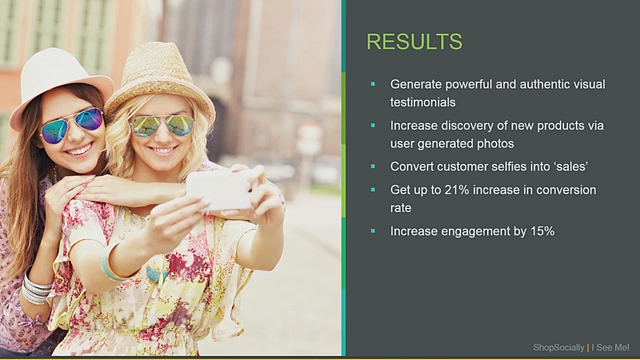 RESULTS
▪ Generate powerful and authentic visual
testimonials
▪ Increase discovery of new products via
user generated photos
▪ Convert customer selfies into ‘sales’
▪ Get up to 21% increase in conversion
rate
▪ Increase engagement by 15%
ShopSocially | I See Me!